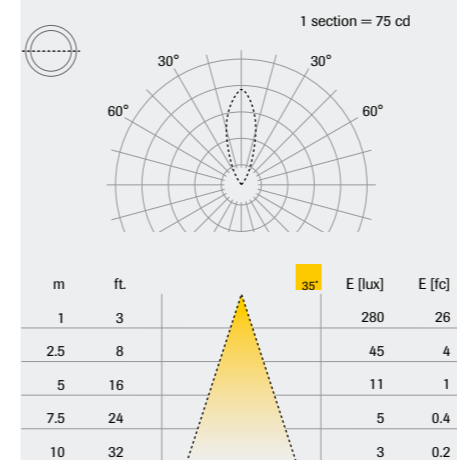 1 section = 75 cd
30° 30°
60° 60°
m ft. 35° E [lux] E [fc]
1 3 280 26
2.5 8 45 4
5 16 11 1
7.5 24 5 0.4
10 32 3 0.2